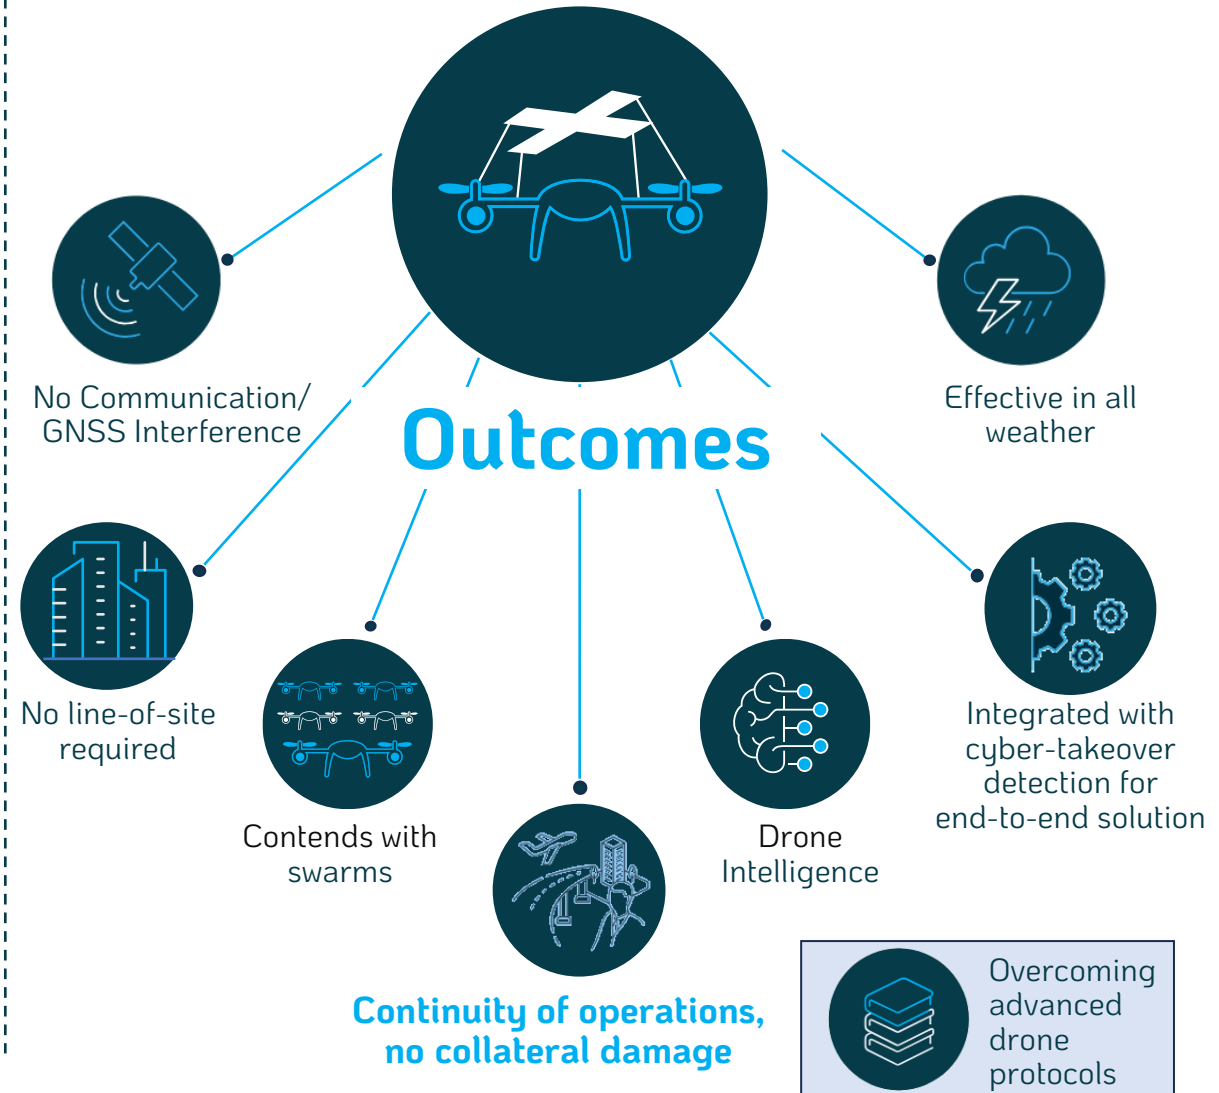 No Communication/
GNSS Interference
Effective in all
weather
Outcomes
No line-of-site
required
Integrated with
cyber-takeover
detection for
end-to-end solution
Contends with
swarms
Drone
Intelligence
Continuity of operations,
no collateral damage
Overcoming
advanced
drone
protocols